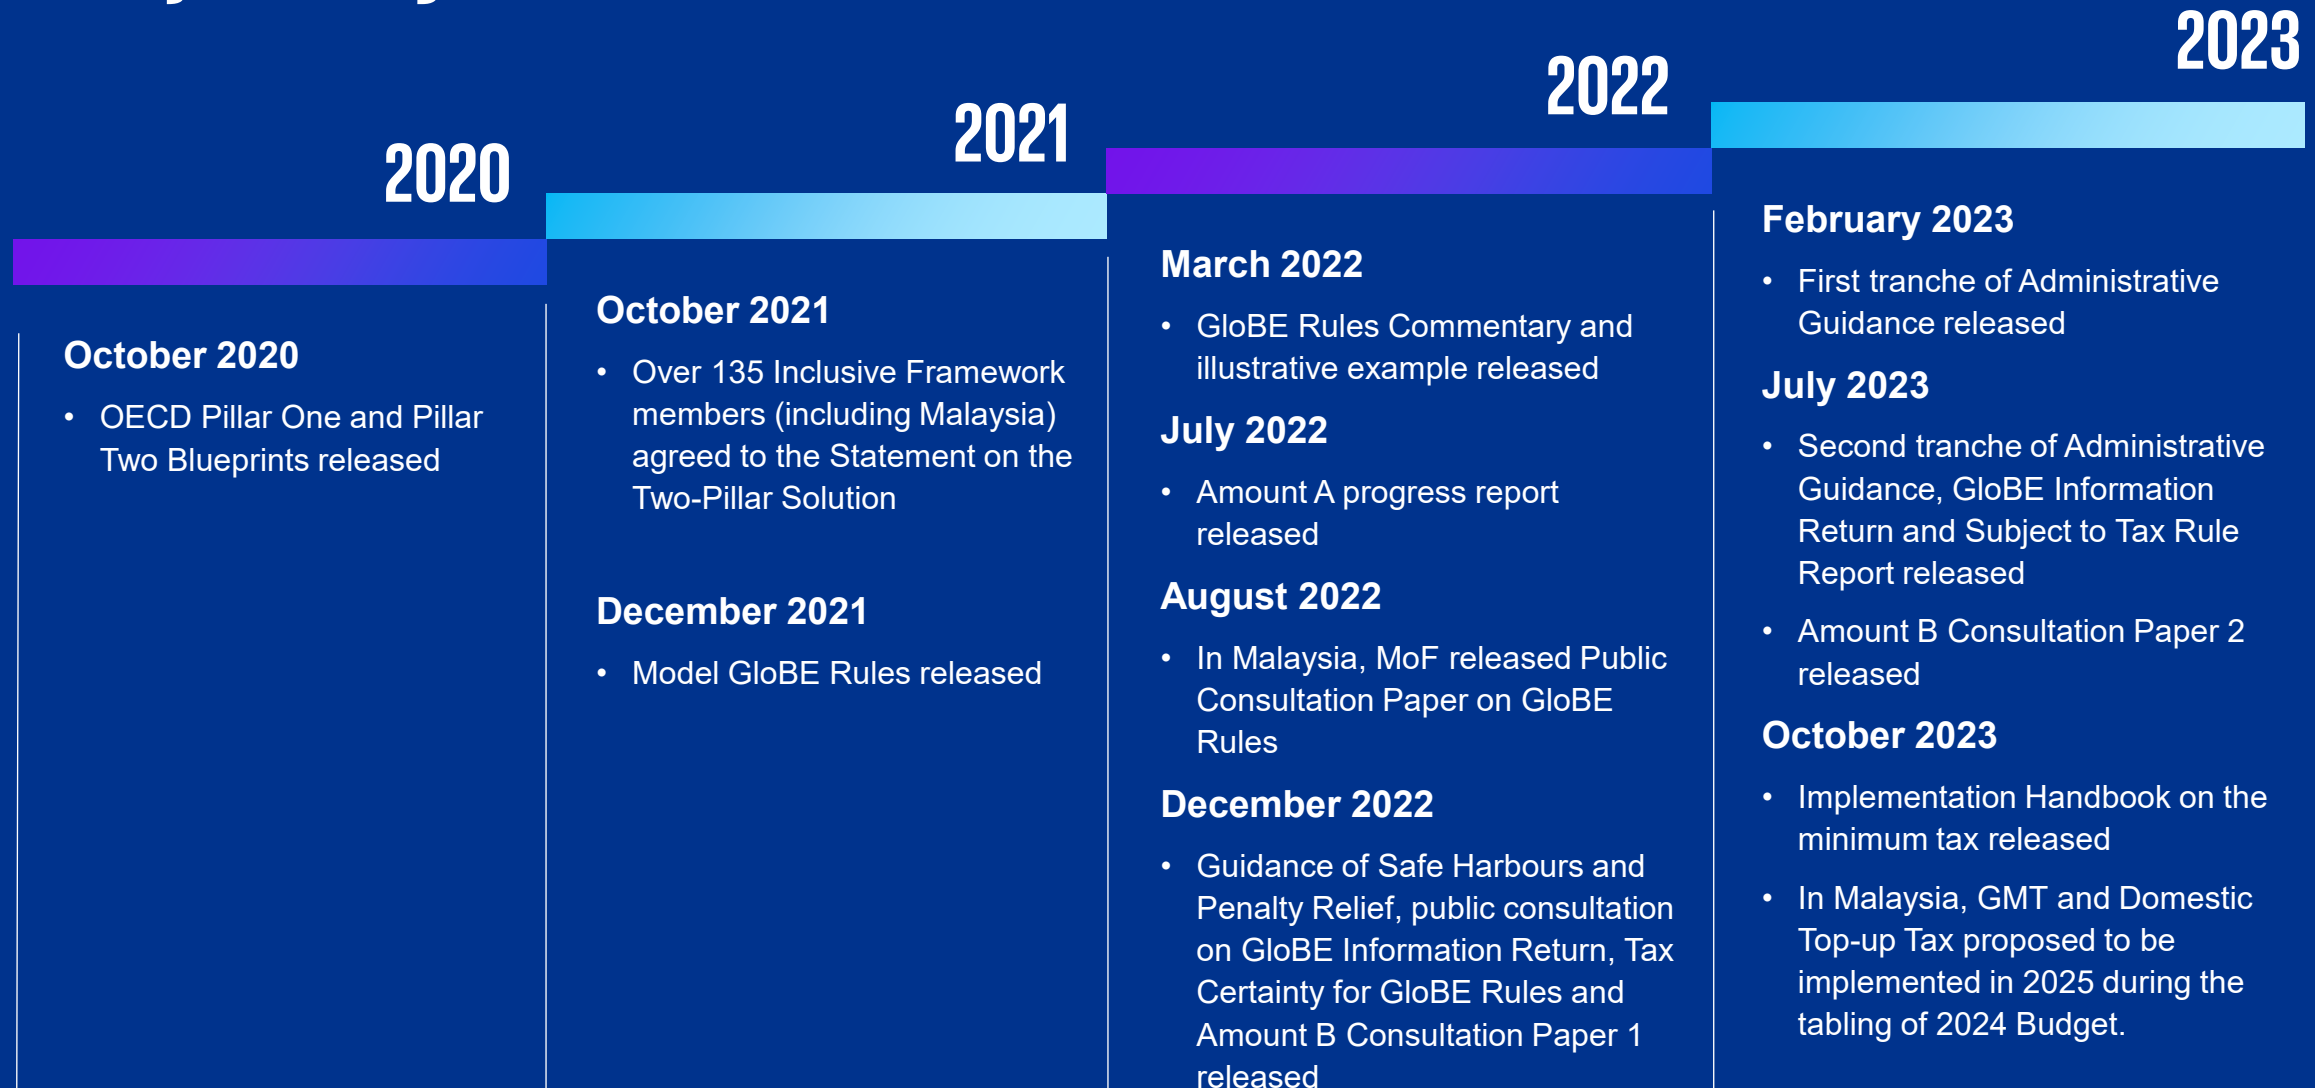 2020
October 2020
• OECD Pillar One and Pillar
Two Blueprints released
2021
October 2021
• Over 135 Inclusive Framework
members (including Malaysia)
agreed to the Statement on the
Two-Pillar Solution
December 2021
• Model GloBE Rules released
2022
March 2022
• GloBE Rules Commentary and
illustrative example released
July 2022
• Amount A progress report
released
August 2022
• In Malaysia, MoF released Public
Consultation Paper on GloBE
Rules
December 2022
• Guidance of Safe Harbours and
Penalty Relief, public consultation
on GloBE Information Return, Tax
Certainty for GloBE Rules and
Amount B Consultation Paper 1
released
2023
February 2023
• First tranche of Administrative
Guidance released
July 2023
• Second tranche of Administrative
Guidance, GloBE Information
Return and Subject to Tax Rule
Report released
• Amount B Consultation Paper 2
released
October 2023
• Implementation Handbook on the
minimum tax released
• In Malaysia, GMT and Domestic
Top-up Tax proposed to be
implemented in 2025 during the
tabling of 2024 Budget.